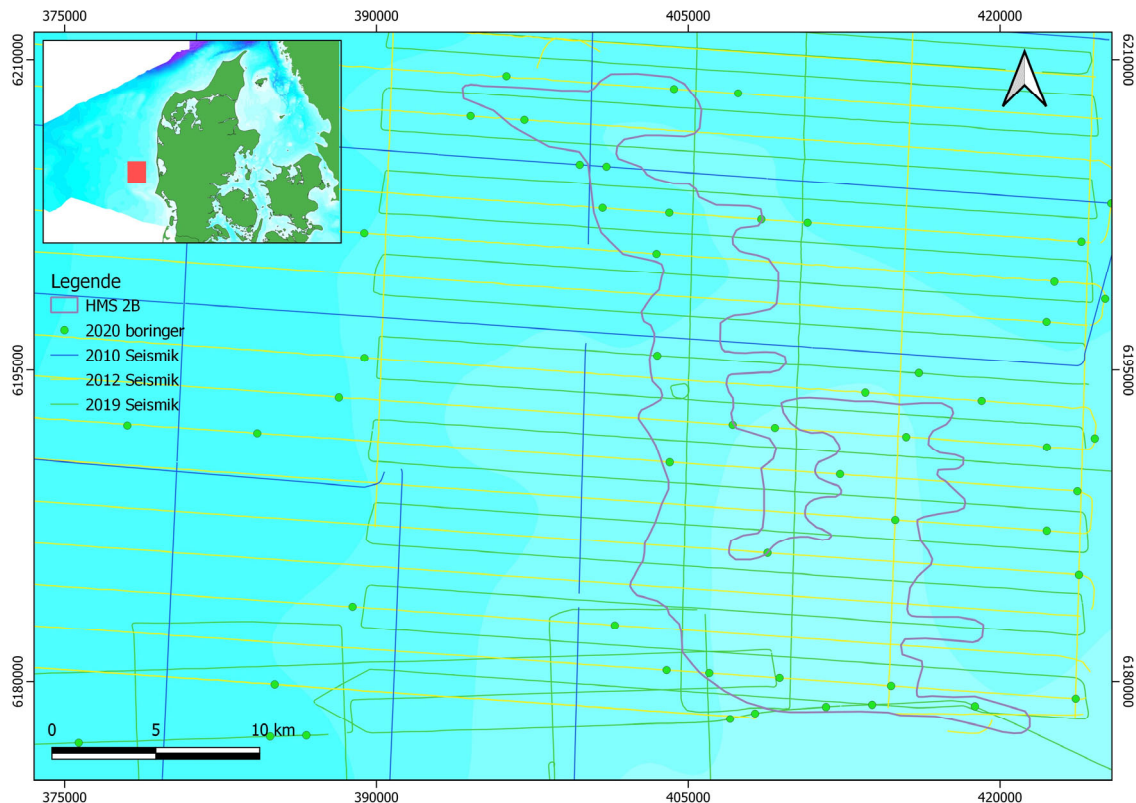 375000 390000 405000 420000
6210000 6210000
6195000 6195000
6180000 6180000
Legende
HMS 2B
2020 boringer
2010 Seismik
2012 Seismik
2019 Seismik
0 5 10 km
375000 390000 405000 420000